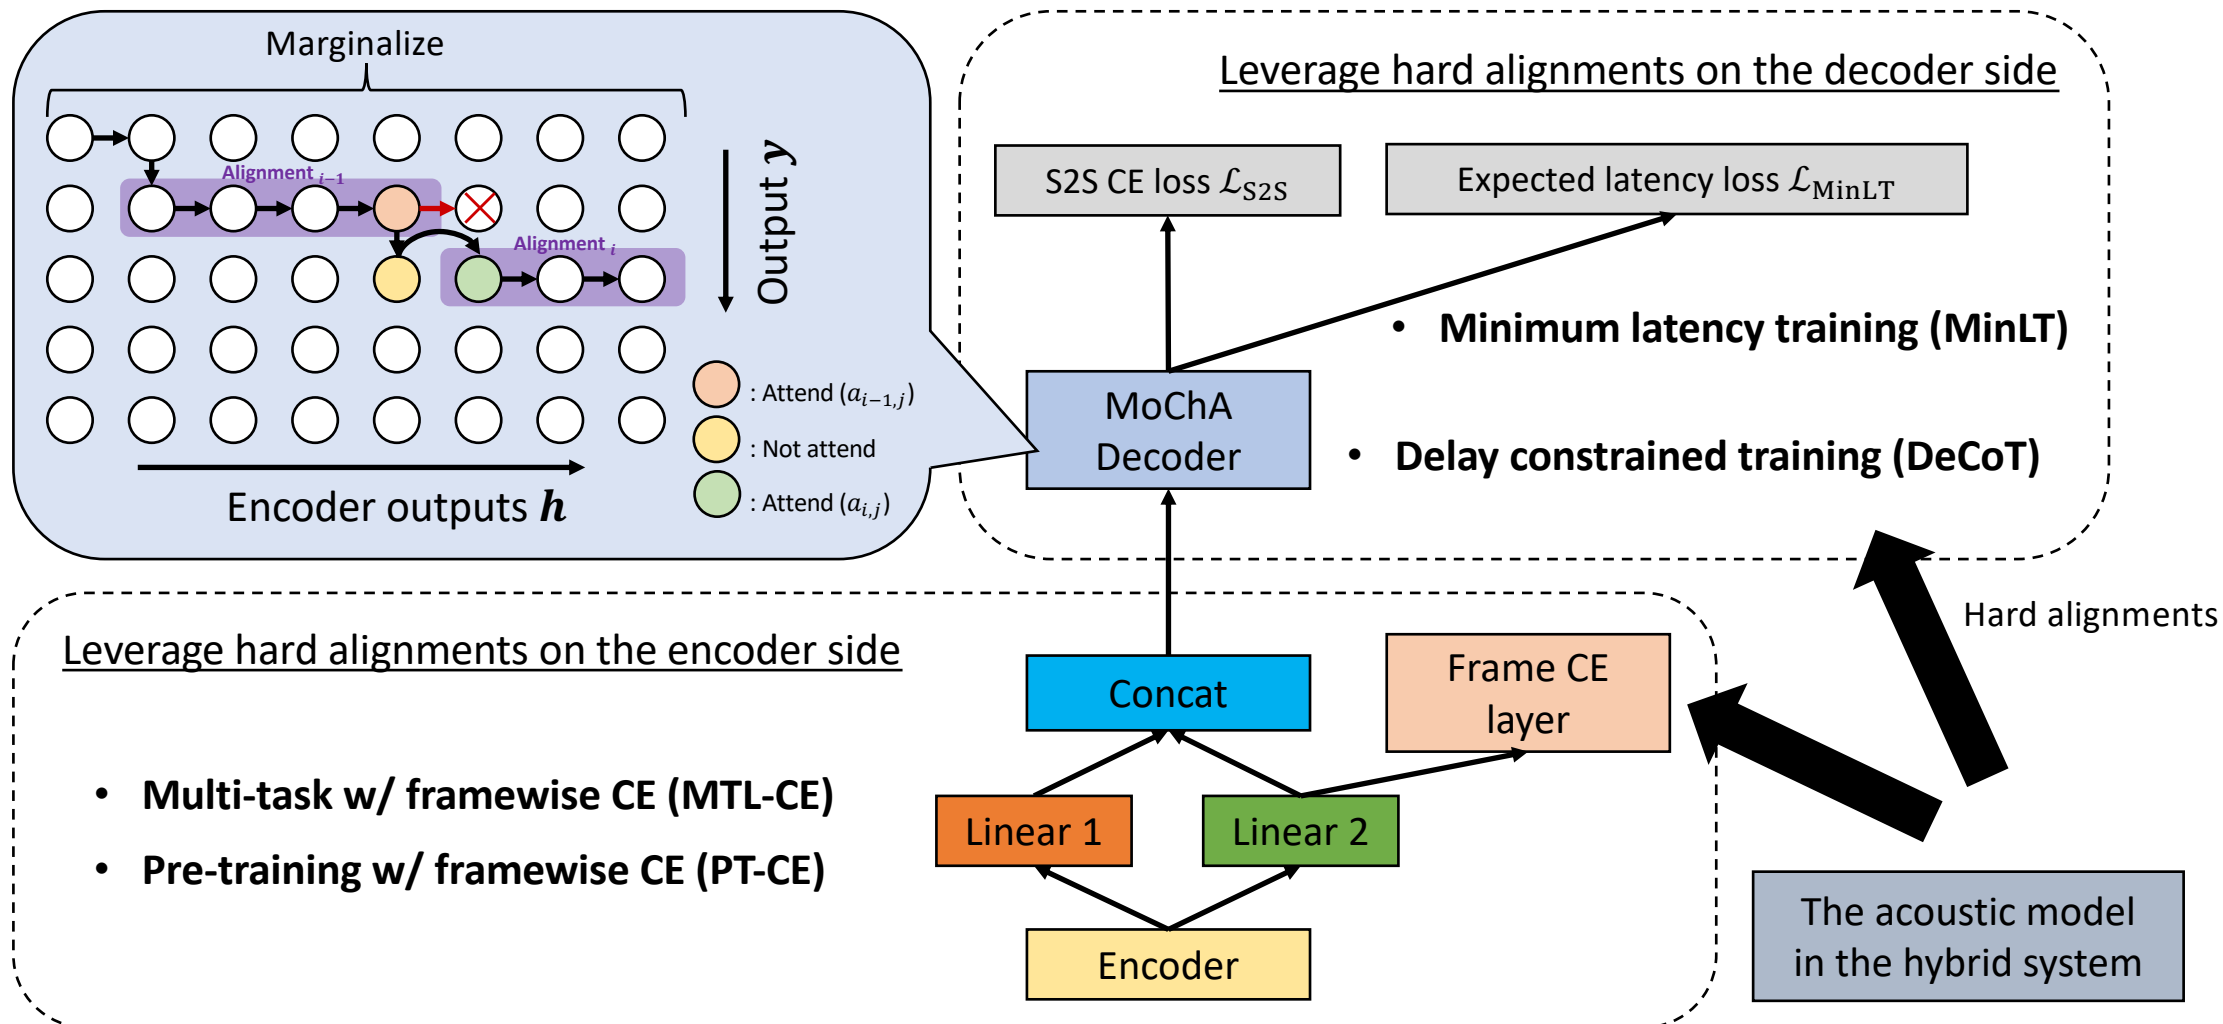 Marginalize
Alignment i−1
Alignment i
Output y
Encoder outputs h
: Attend (a_{i−1,j})
: Not attend
: Attend (a_{i,j})
Leverage hard alignments on the decoder side
S2S CE loss ℒ_S2S
Expected latency loss ℒ_MinLT
• Minimum latency training (MinLT)
MoChA
Decoder
• Delay constrained training (DeCoT)
Hard alignments
Leverage hard alignments on the encoder side
Concat
Frame CE
layer
• Multi-task w/ framewise CE (MTL-CE)
• Pre-training w/ framewise CE (PT-CE)
Linear 1
Linear 2
Encoder
The acoustic model
in the hybrid system